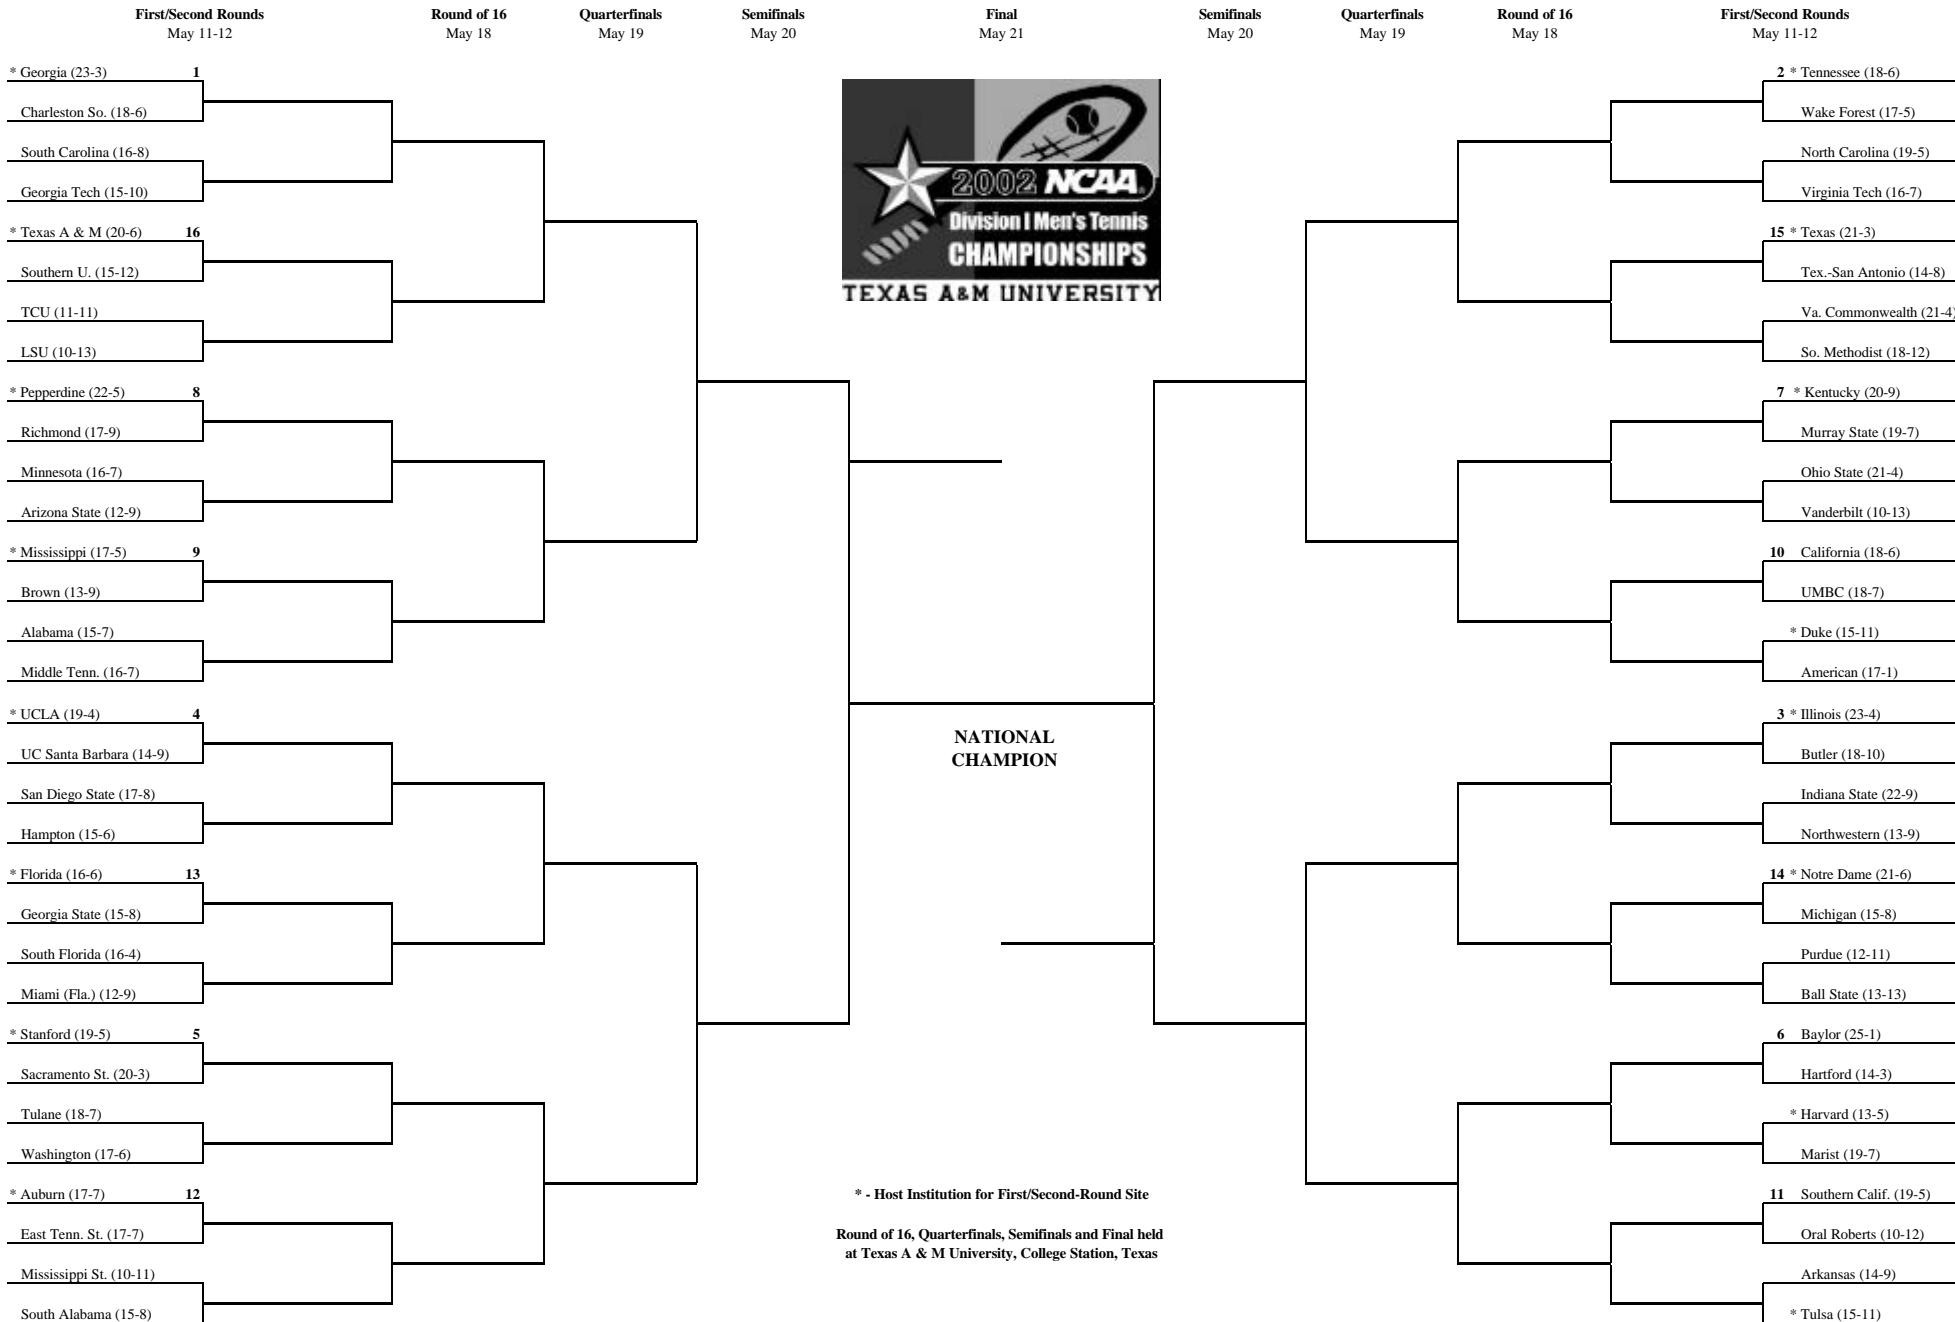 First/Second Rounds Round of 16 Quarterfinals Semifinals Final Semifinals Quarterfinals Round of 16 First/Second Rounds
May 11-12 May 18 May 19 May 20 May 21 May 20 May 19 May 18 May 11-12
* Georgia (23-3) 1
Charleston So. (18-6)
South Carolina (16-8)
Georgia Tech (15-10)
* Texas A & M (20-6) 16
Southern U. (15-12)
TCU (11-11)
LSU (10-13)
* Pepperdine (22-5) 8
Richmond (17-9)
Minnesota (16-7)
Arizona State (12-9)
* Mississippi (17-5) 9
Brown (13-9)
Alabama (15-7)
Middle Tenn. (16-7)
* UCLA (19-4) 4
UC Santa Barbara (14-9)
San Diego State (17-8)
Hampton (15-6)
* Florida (16-6) 13
Georgia State (15-8)
South Florida (16-4)
Miami (Fla.) (12-9)
* Stanford (19-5) 5
Sacramento St. (20-3)
Tulane (18-7)
Washington (17-6)
* Auburn (17-7) 12
East Tenn. St. (17-7)
Mississippi St. (10-11)
South Alabama (15-8)
2002 NCAA
Division I Men's Tennis
CHAMPIONSHIPS
TEXAS A&M UNIVERSITY
NATIONAL
CHAMPION
* - Host Institution for First/Second-Round Site
Round of 16, Quarterfinals, Semifinals and Final held
at Texas A & M University, College Station, Texas
2 * Tennessee (18-6)
Wake Forest (17-5)
North Carolina (19-5)
Virginia Tech (16-7)
15 * Texas (21-3)
Tex.-San Antonio (14-8)
Va. Commonwealth (21-4)
So. Methodist (18-12)
7 * Kentucky (20-9)
Murray State (19-7)
Ohio State (21-4)
Vanderbilt (10-13)
10 California (18-6)
UMBC (18-7)
* Duke (15-11)
American (17-1)
3 * Illinois (23-4)
Butler (18-10)
Indiana State (22-9)
Northwestern (13-9)
14 * Notre Dame (21-6)
Michigan (15-8)
Purdue (12-11)
Ball State (13-13)
6 Baylor (25-1)
Hartford (14-3)
* Harvard (13-5)
Marist (19-7)
11 Southern Calif. (19-5)
Oral Roberts (10-12)
Arkansas (14-9)
* Tulsa (15-11)